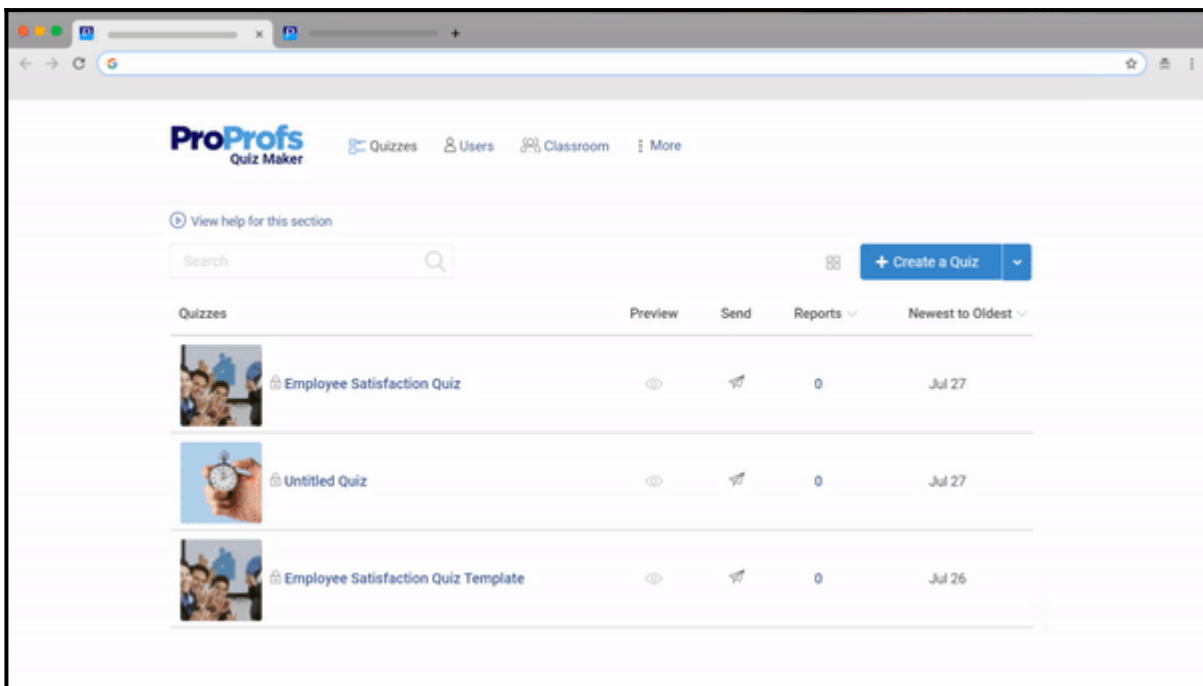 ProProfs
Quiz Maker
Quizzes Users Classroom More
View help for this section
Search
+ Create a Quiz
Quizzes Preview Send Reports Newest to Oldest
Employee Satisfaction Quiz 0 Jul 27
Untitled Quiz 0 Jul 27
Employee Satisfaction Quiz Template 0 Jul 26